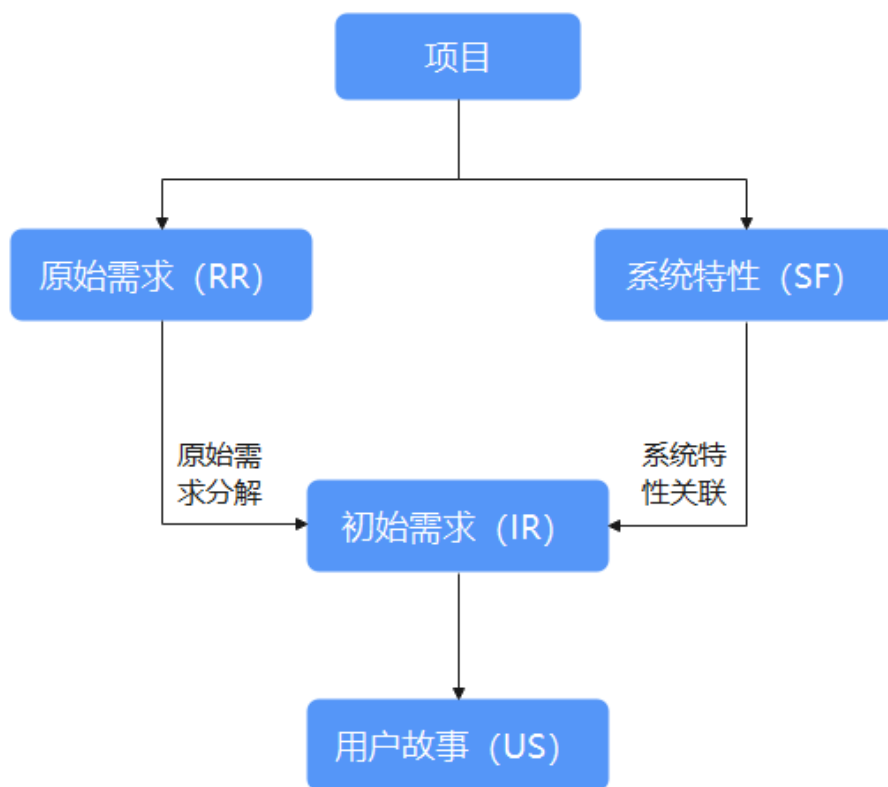 项目
原始需求（RR）
系统特性（SF）
原始需
求分解
系统特
性关联
初始需求（IR）
用户故事（US）